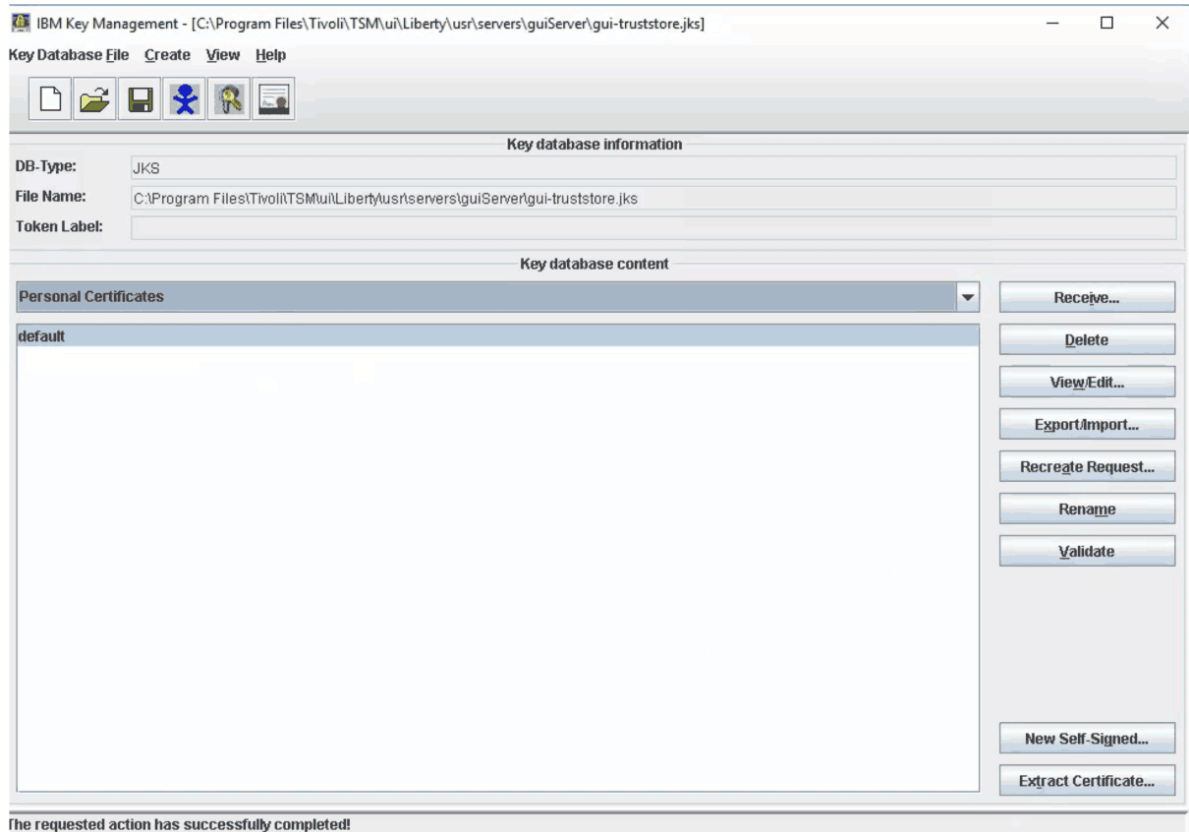 IBM Key Management - [C:\Program Files\Tivoli\TSM\ui\Liberty\usr\servers\guiServer\gui-truststore.jks]
Key Database File Create View Help
Key database information
DB-Type: JKS
File Name: C:\Program Files\Tivoli\TSM\ui\Liberty\usr\servers\guiServer\gui-truststore.jks
Token Label:
Key database content
Personal Certificates
Receive...
default
Delete
View/Edit...
Export/Import...
Recreate Request...
Rename
Validate
New Self-Signed...
Extract Certificate...
The requested action has successfully completed!